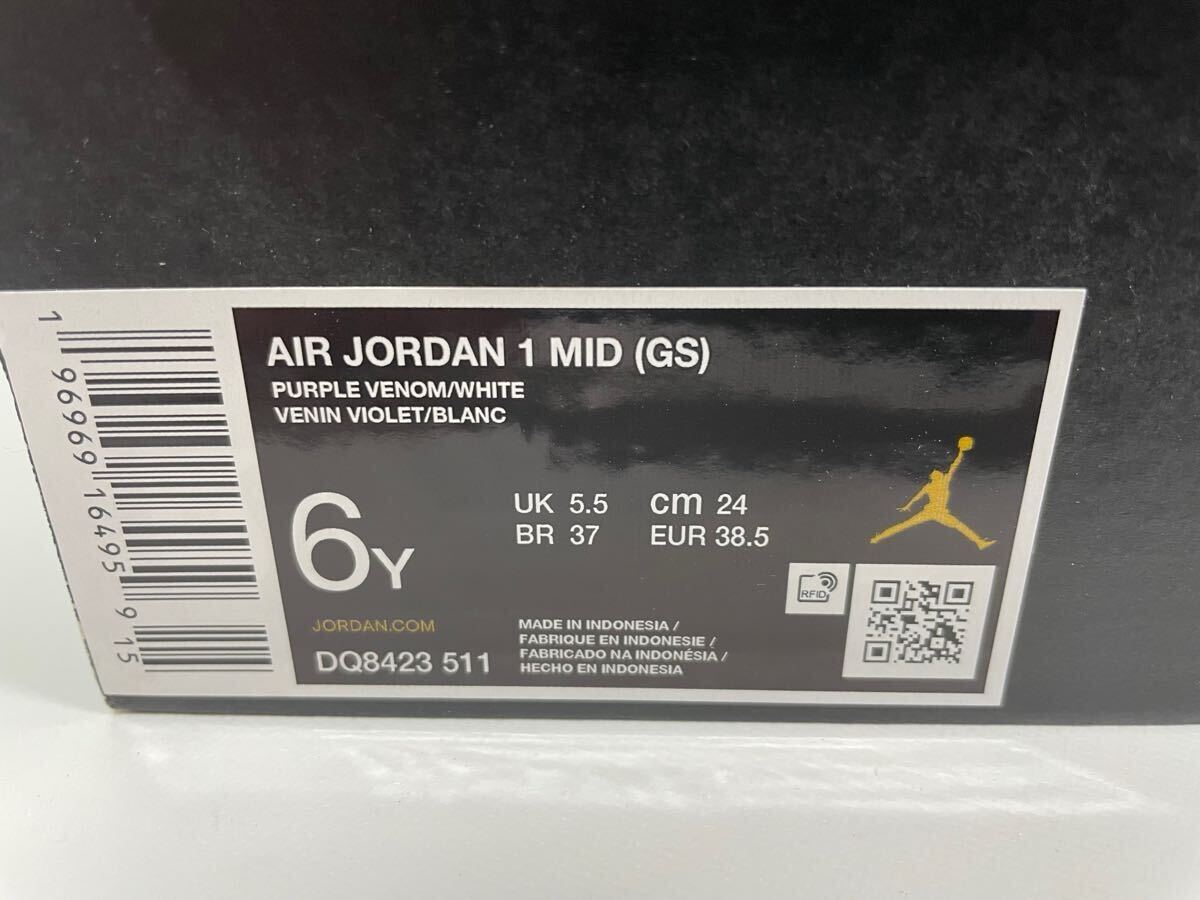 AIR JORDAN 1 MID (GS)
PURPLE VENOM/WHITE
VENIN VIOLET/BLANC
6Y
UK 5.5 cm 24
BR 37 EUR 38.5
RFID
JORDAN.COM
DQ8423 511
MADE IN INDONESIA /
FABRIQUE EN INDONESIE /
FABRICADO NA INDONÉSIA /
HECHO EN INDONESIA
1 96969 16495 9 15